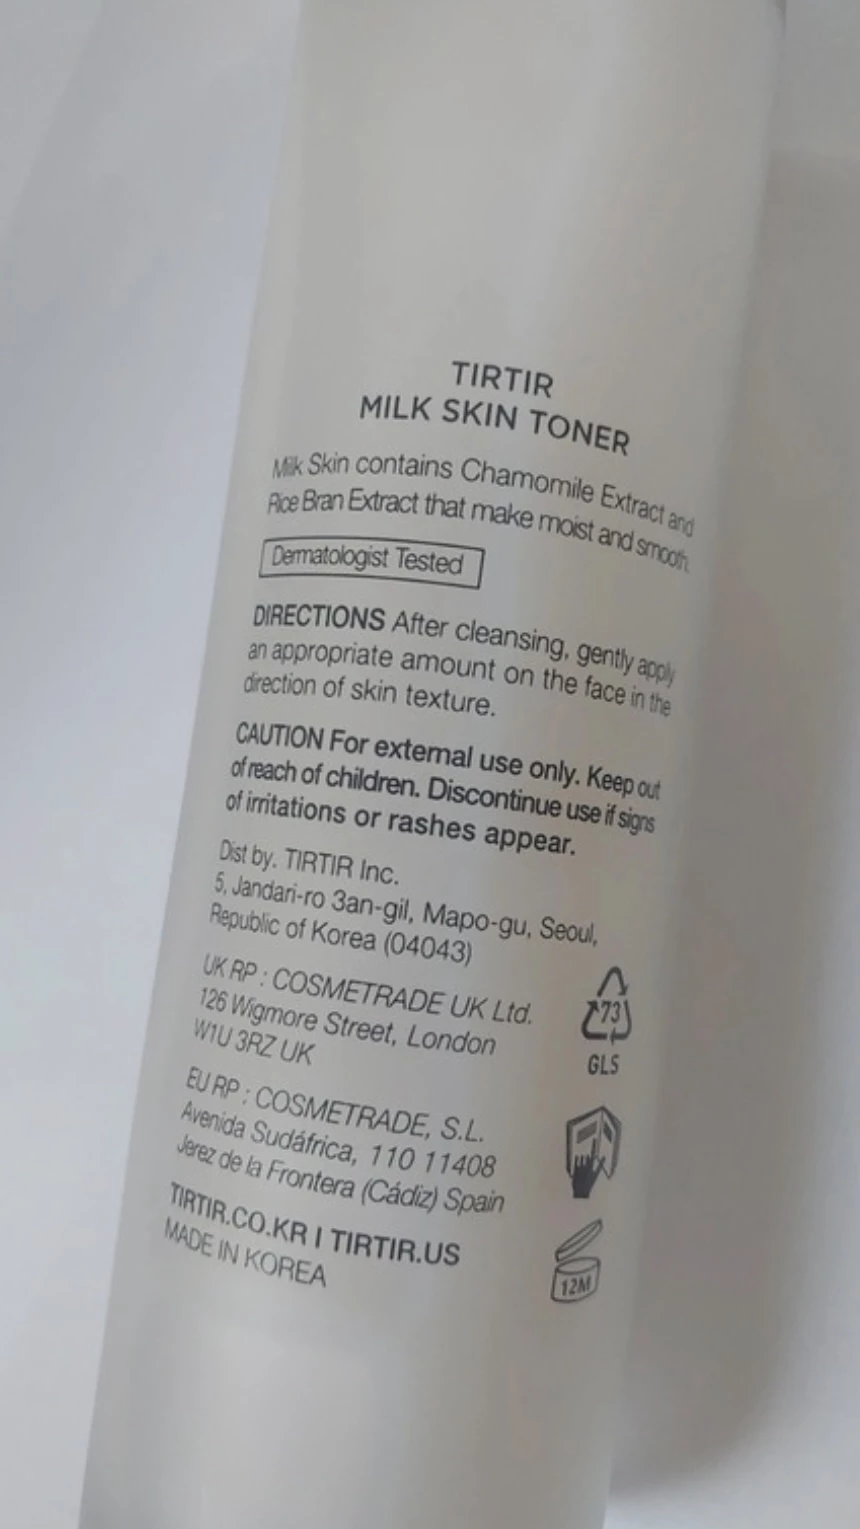 TIRTIR
MILK SKIN TONER
Milk Skin contains Chamomile Extract and
Rice Bran Extract that make moist and smooth.
Dermatologist Tested
DIRECTIONS After cleansing, gently apply
an appropriate amount on the face in the
direction of skin texture.
CAUTION For external use only. Keep out
of reach of children. Discontinue use if signs
of irritations or rashes appear.
Dist by. TIRTIR Inc.
5, Jandari-ro 3an-gil, Mapo-gu, Seoul,
Republic of Korea (04043)
UK RP : COSMETRADE UK Ltd.
126 Wigmore Street, London
W1U 3RZ UK
73
GLS
EU RP : COSMETRADE, S.L.
Avenida Sudáfrica, 110 11408
Jerez de la Frontera (Cádiz) Spain
TIRTIR.CO.KR I TIRTIR.US
MADE IN KOREA
12M